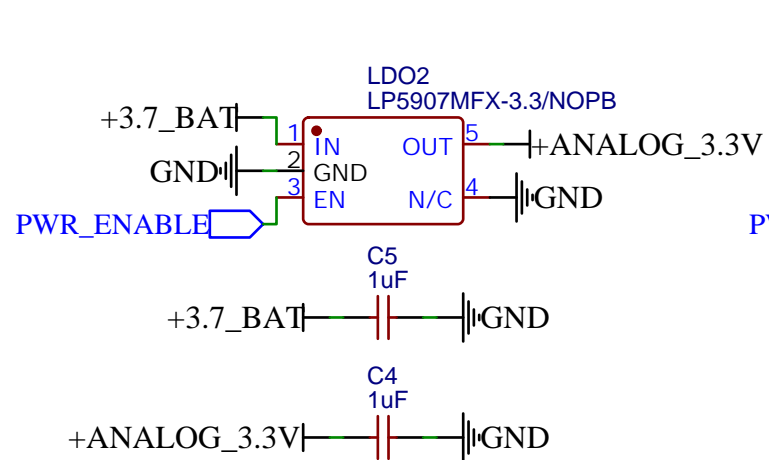 LDO2
LP5907MFX-3.3/NOPB
+3.7_BAT
1
IN
OUT
5
+ANALOG_3.3V
GND
2
GND
3
EN
N/C
4
GND
PWR_ENABLE
C5
1uF
+3.7_BAT
GND
C4
1uF
+ANALOG_3.3V
GND